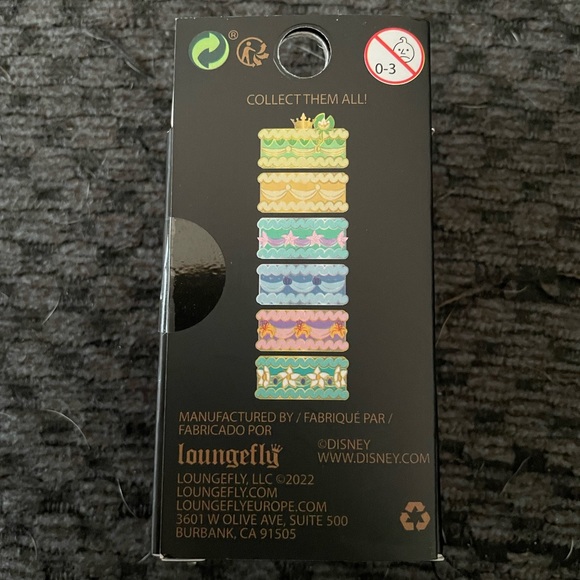 ®
0-3
COLLECT THEM ALL!
MANUFACTURED BY / FABRIQUÉ PAR /
FABRICADO POR
loungefly
©DISNEY
WWW.DISNEY.COM
LOUNGEFLY, LLC ©2022
LOUNGEFLY.COM
LOUNGEFLYEUROPE.COM
3601 W OLIVE AVE, SUITE 500
BURBANK, CA 91505